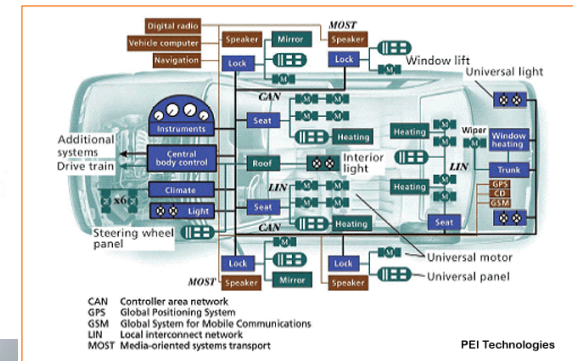 Digital radio
MOST
Vehicle computer
Speaker
Mirror
Speaker
Navigation
Lock
Lock
Window lift
M
M
Universal light
CAN
M M
Instruments
Seat
M M
Heating
Heating
M
M
Wiper
M
Window
heating
Additional
systems
Drive train
Central
body control
Roof
Interior
light
LIN
Trunk
Climate
LIN
M M
Heating
M
M
GPS
CD
GSM
x6
Light
Seat
M M
Seat
Steering wheel
panel
CAN
Heating
M
M
Universal motor
Lock
Lock
MOST
Speaker
Mirror
Speaker
Universal panel
CAN Controller area network
GPS Global Positioning System
GSM Global System for Mobile Communications
LIN Local interconnect network
MOST Media-oriented systems transport
PEI Technologies